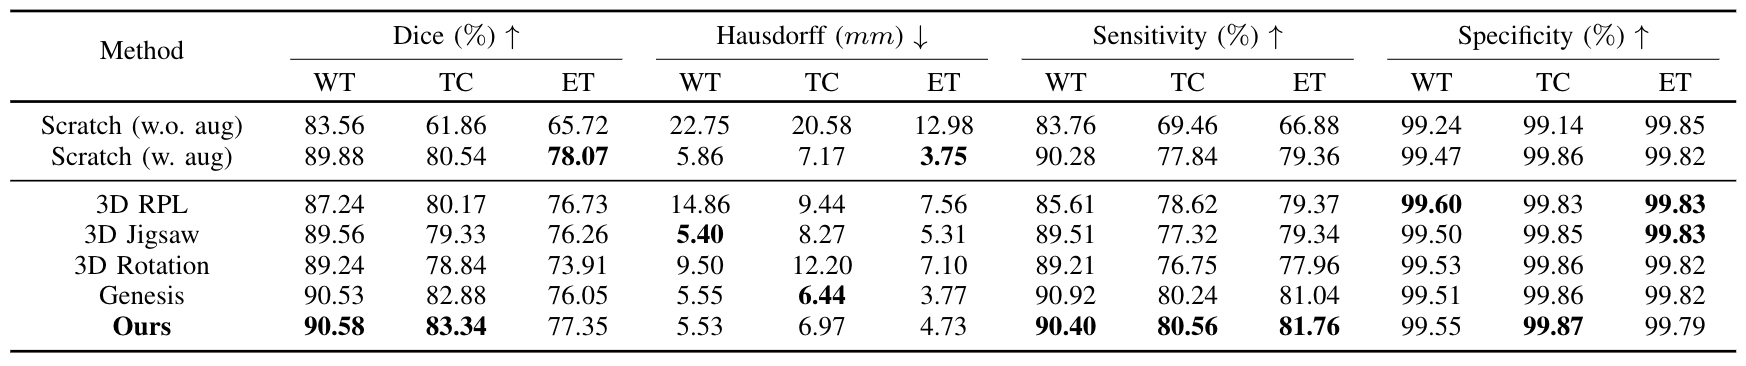 Method Dice (%) ↑ Hausdorff (mm) ↓ Sensitivity (%) ↑ Specificity (%) ↑
WT TC ET WT TC ET WT TC ET WT TC ET
Scratch (w.o. aug) 83.56 61.86 65.72 22.75 20.58 12.98 83.76 69.46 66.88 99.24 99.14 99.85
Scratch (w. aug) 89.88 80.54 78.07 5.86 7.17 3.75 90.28 77.84 79.36 99.47 99.86 99.82
3D RPL 87.24 80.17 76.73 14.86 9.44 7.56 85.61 78.62 79.37 99.60 99.83 99.83
3D Jigsaw 89.56 79.33 76.26 5.40 8.27 5.31 89.51 77.32 79.34 99.50 99.85 99.83
3D Rotation 89.24 78.84 73.91 9.50 12.20 7.10 89.21 76.75 77.96 99.53 99.86 99.82
Genesis 90.53 82.88 76.05 5.55 6.44 3.77 90.92 80.24 81.04 99.51 99.86 99.82
Ours 90.58 83.34 77.35 5.53 6.97 4.73 90.40 80.56 81.76 99.55 99.87 99.79